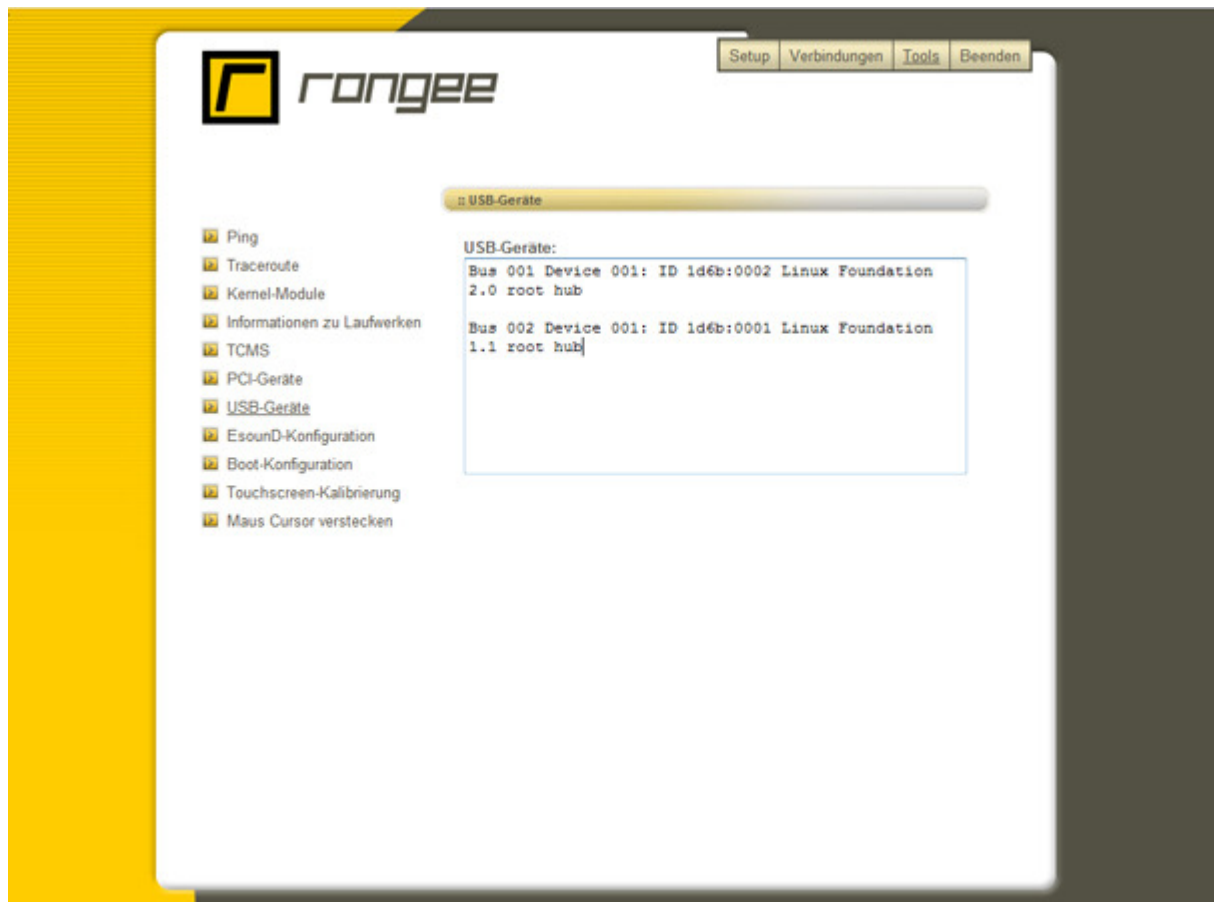 rangee
Setup Verbindungen Tools Beenden
:: USB-Geräte
Ping
Traceroute
Kernel-Module
Informationen zu Laufwerken
TCMS
PCI-Geräte
USB-Geräte
EsounD-Konfiguration
Boot-Konfiguration
Touchscreen-Kalibrierung
Maus Cursor verstecken
USB-Geräte:
Bus 001 Device 001: ID 1d6b:0002 Linux Foundation
2.0 root hub
Bus 002 Device 001: ID 1d6b:0001 Linux Foundation
1.1 root hub